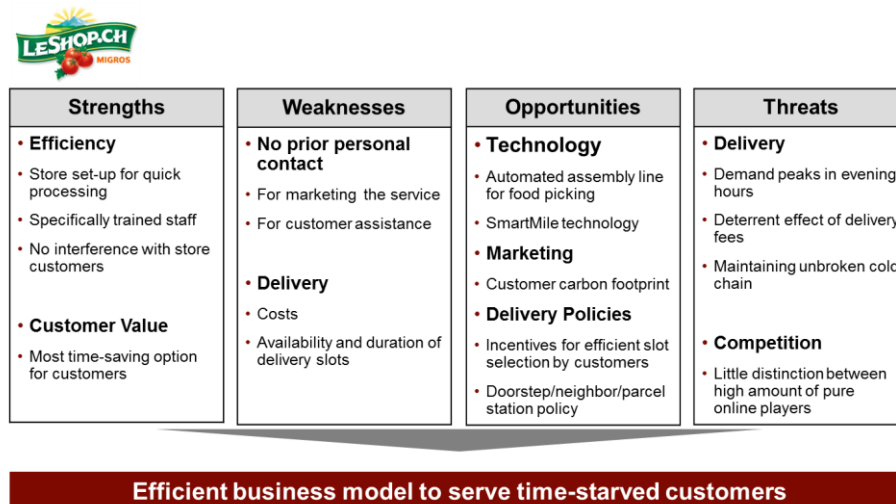 LESHOP.CH
MIGROS
Strengths
• Efficiency
• Store set-up for quick
processing
• Specifically trained staff
• No interference with store
customers
• Customer Value
• Most time-saving option
for customers
Weaknesses
• No prior personal
contact
• For marketing the service
• For customer assistance
• Delivery
• Costs
• Availability and duration of
delivery slots
Opportunities
• Technology
• Automated assembly line
for food picking
• SmartMile technology
• Marketing
• Customer carbon footprint
• Delivery Policies
• Incentives for efficient slot
selection by customers
• Doorstep/neighbor/parcel
station policy
Threats
• Delivery
• Demand peaks in evening
hours
• Deterrent effect of delivery
fees
• Maintaining unbroken cold
chain
• Competition
• Little distinction between
high amount of pure
online players
Efficient business model to serve time-starved customers